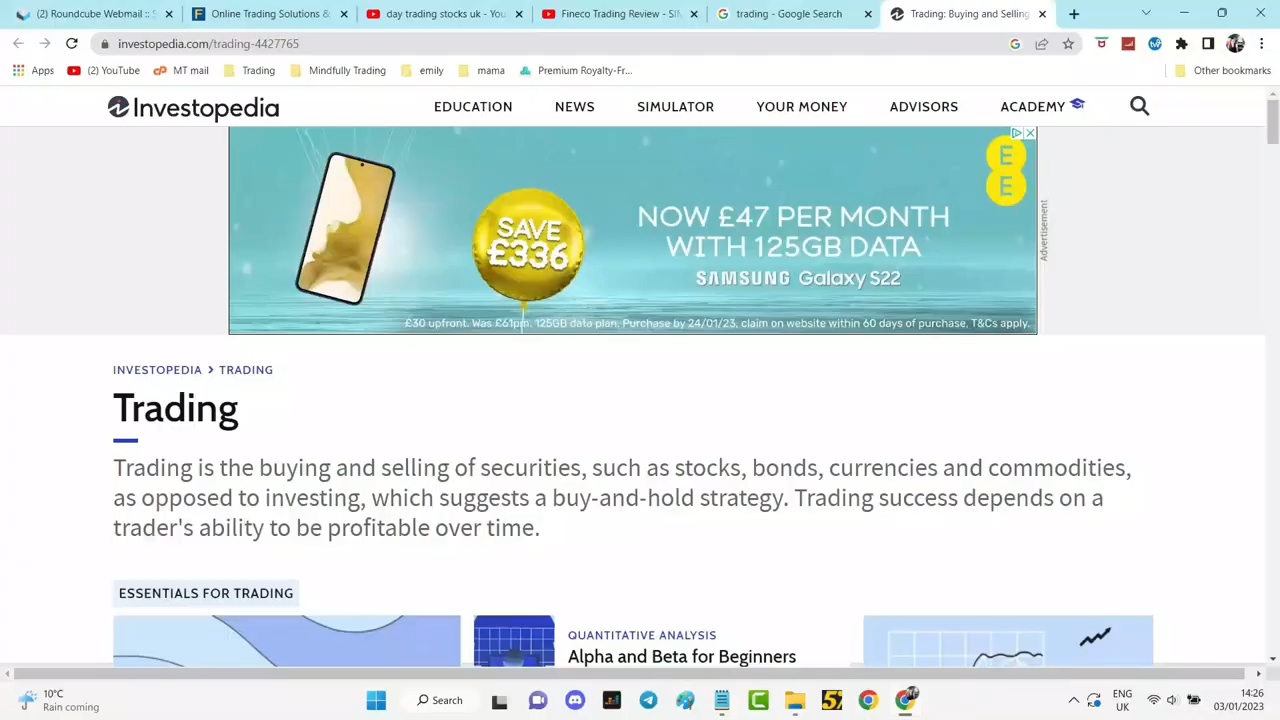 Roundcube Webmail :: S
Online Trading Solutions &
day trading stocks uk - You
Fineco Trading Review - SIM
trading - Google Search
Trading: Buying and Selling
investopedia.com/trading-4427765
Apps
(2) YouTube
MT mail
Trading
Mindfully Trading
emily
mama
Premium Royalty-Fr...
Other bookmarks
Investopedia
EDUCATION
NEWS
SIMULATOR
YOUR MONEY
ADVISORS
ACADEMY
SAVE
£336
NOW £47 PER MONTH
WITH 125GB DATA
SAMSUNG Galaxy S22
E
E
£30 upfront. Was £61pm. 125GB data plan. Purchase by 24/01/23, claim on website within 60 days of purchase, T&Cs apply.
Advertisement
INVESTOPEDIA > TRADING
Trading
Trading is the buying and selling of securities, such as stocks, bonds, currencies and commodities,
as opposed to investing, which suggests a buy-and-hold strategy. Trading success depends on a
trader's ability to be profitable over time.
ESSENTIALS FOR TRADING
QUANTITATIVE ANALYSIS
Alpha and Beta for Beginners
10°C
Rain coming
Search
5
ENG
UK
14:26
03/01/2023